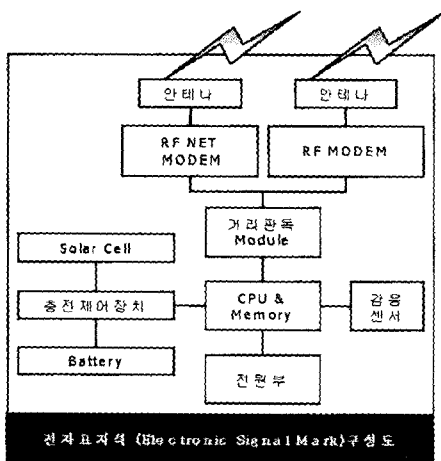 안테나
안테나
RF NET
MODEM
RF MODEM
거리판독
Module
Solar Cell
충전제어장치
CPU &
Memory
감응
센서
Battery
전원부
전자표지석 (Electronic Signal Mark)구성도